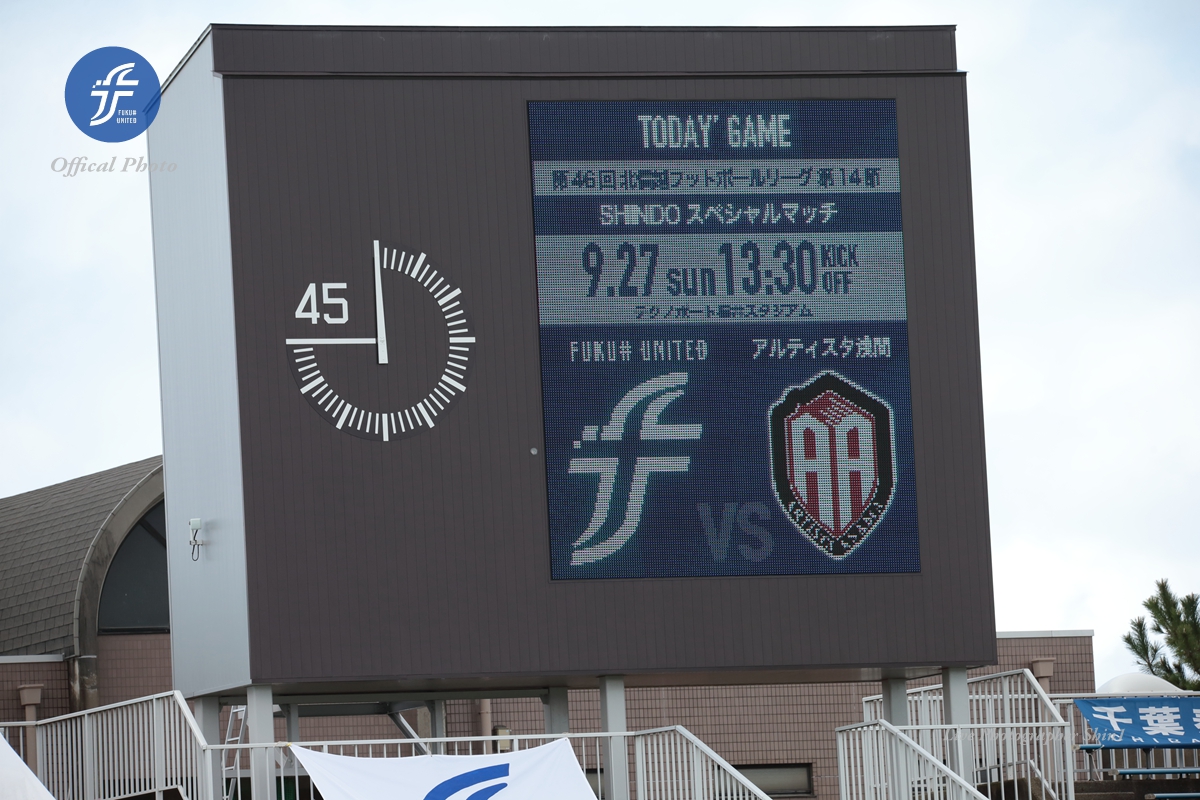 FUKUI
UNITED
Offical Photo
TODAY' GAME
第46回北信越フットボールリーグ 第14節
SHINDO スペシャルマッチ
9.27 sun 13:30 KICK OFF
テクノポート福井スタジアム
45
FUKUI UNITED
アルティスタ浅間
AA
VS
千葉